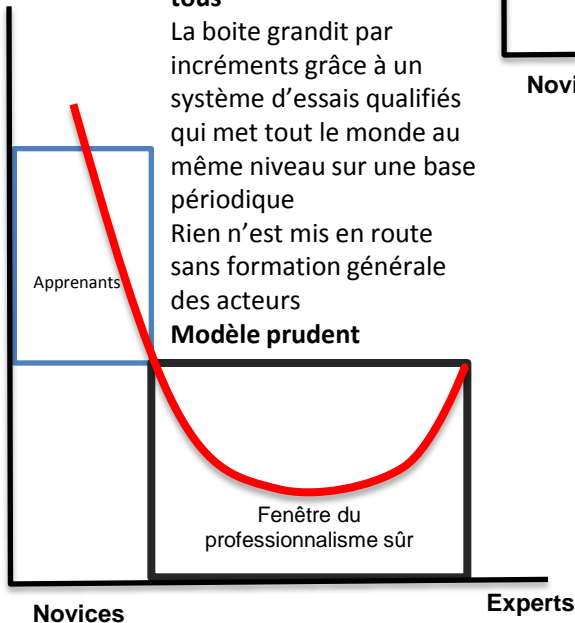 tous
La boite grandit par
incréments grâce à un
système d'essais qualifiés
qui met tout le monde au
même niveau sur une base
périodique
Rien n'est mis en route
sans formation générale
des acteurs
Modèle prudent
Novi
Apprenants
Fenêtre du
professionnalisme sûr
Novices
Experts